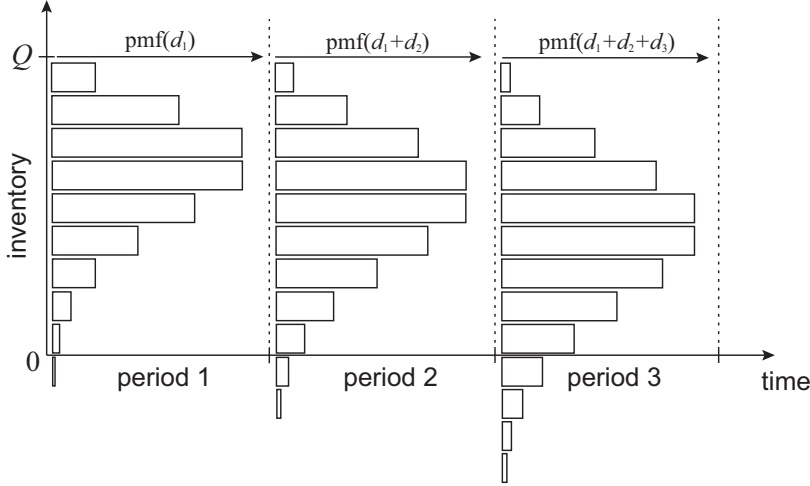 pmf(d₁)
pmf(d₁+d₂)
pmf(d₁+d₂+d₃)
Q
inventory
0
period 1
period 2
period 3
time